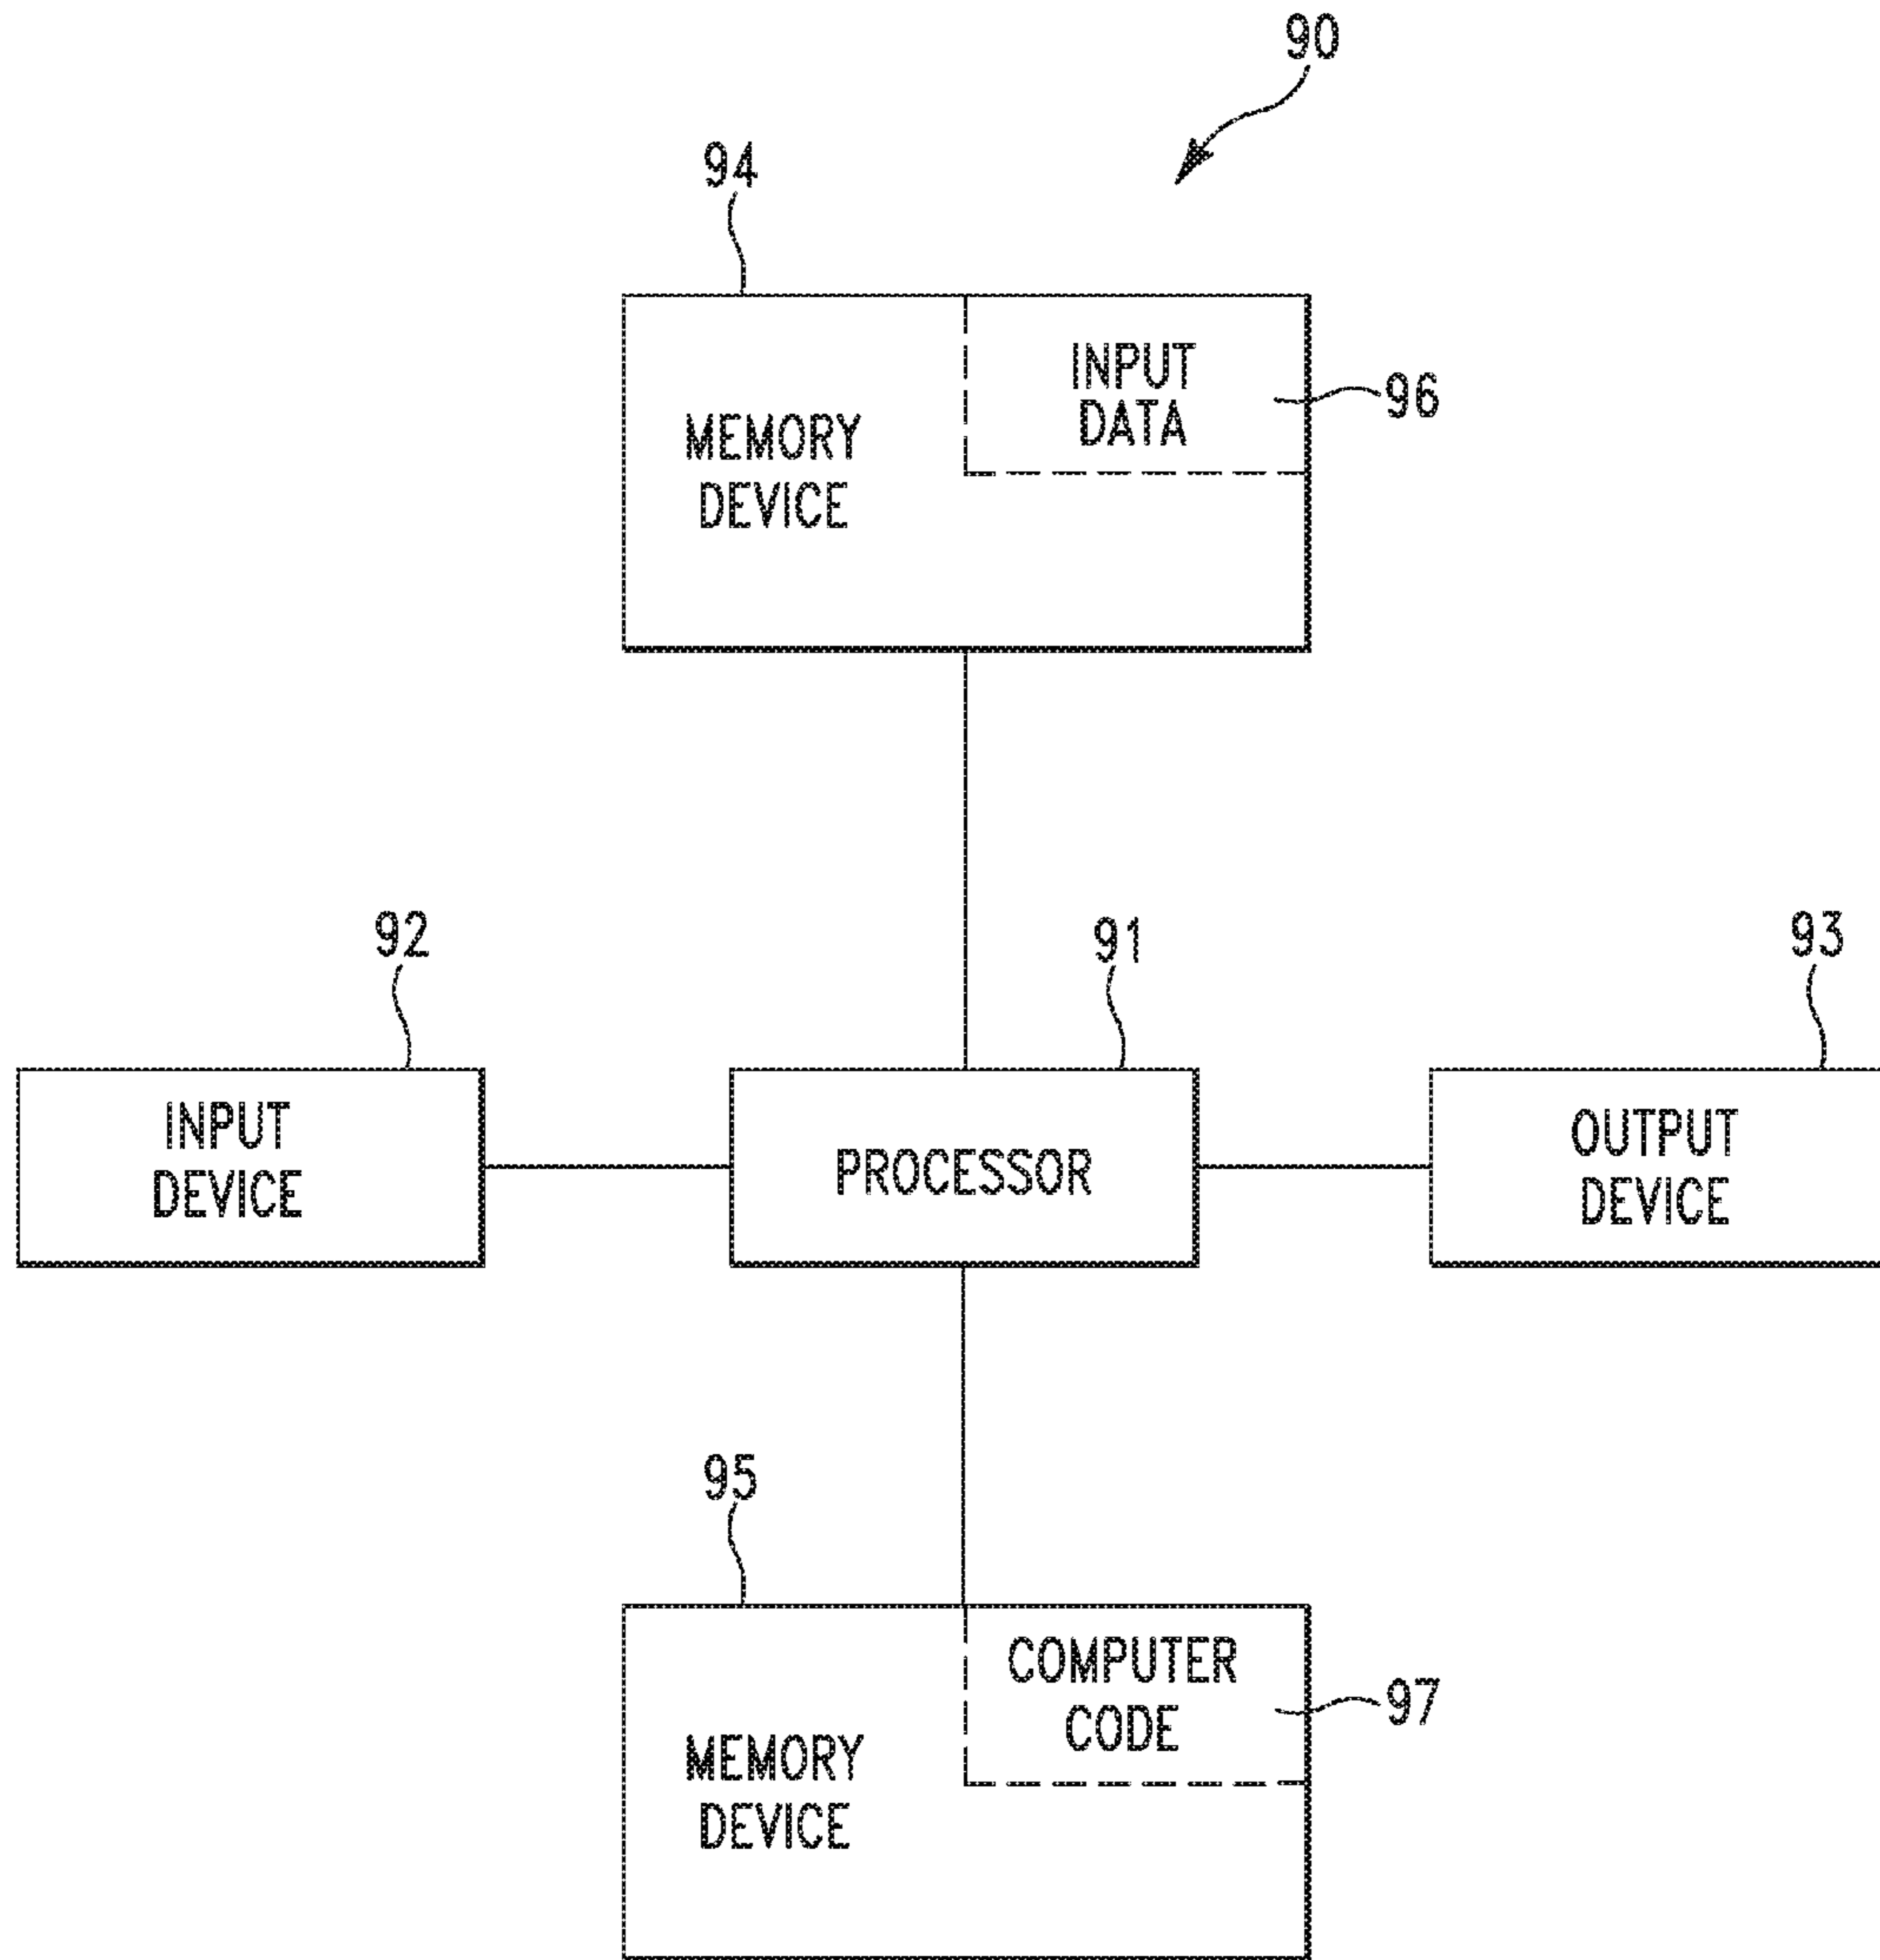 90
94
INPUT
DATA
96
MEMORY
DEVICE
92
91
93
INPUT
DEVICE
PROCESSOR
OUTPUT
DEVICE
95
COMPUTER
CODE
97
MEMORY
DEVICE